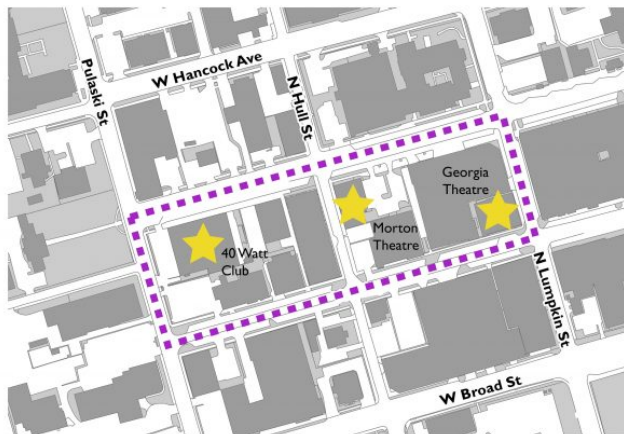 W Hancock Ave
Pulaski St
N Hull St
Georgia
Theatre
Morton
Theatre
40 Watt
Club
N Lumpkin St
W Broad St